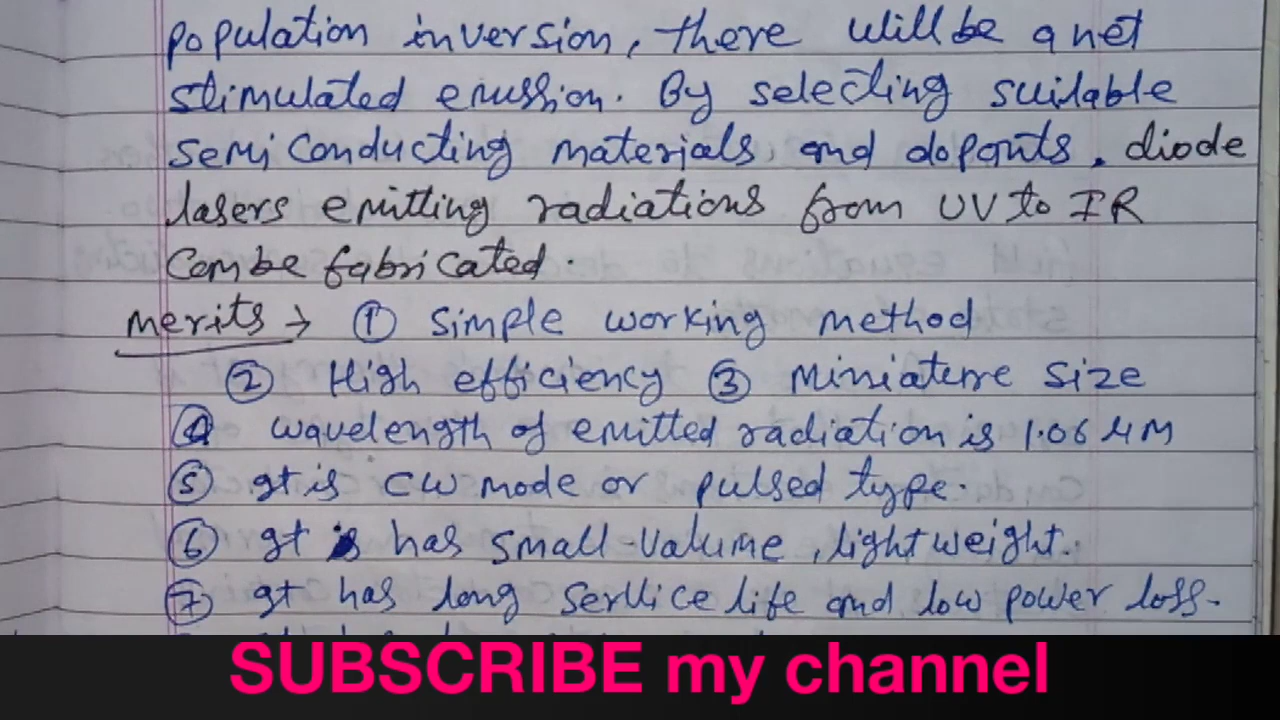 population inversion, there will be a net
stimulated emission. By selecting suitable
semiconducting materials, and dopants, diode
lasers emitting radiations from UV to IR
can be fabricated.
Merits → ① Simple working method
② High efficiency ③ Miniature size
④ wavelength of emitted radiation is 1.06 μM
⑤ It is CW mode or pulsed type.
⑥ It has small-valume, lightweight.
⑦ It has long service life and low power loss.
SUBSCRIBE my channel